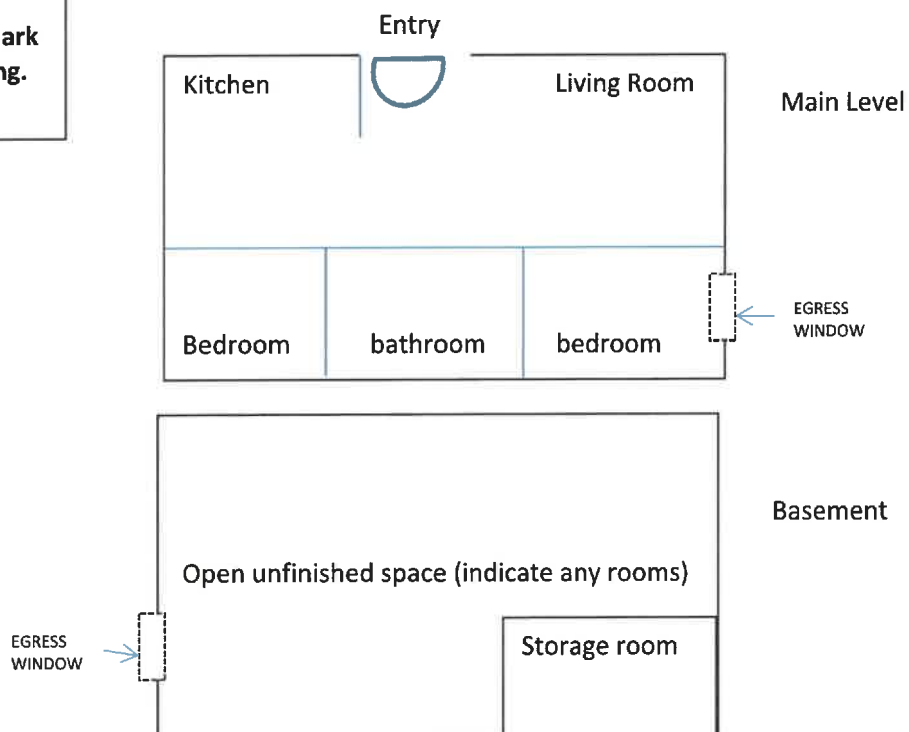 ark
ng.
Entry
Kitchen
Living Room
Main Level
Bedroom
bathroom
bedroom
EGRESS
WINDOW
Basement
Open unfinished space (indicate any rooms)
EGRESS
WINDOW
Storage room